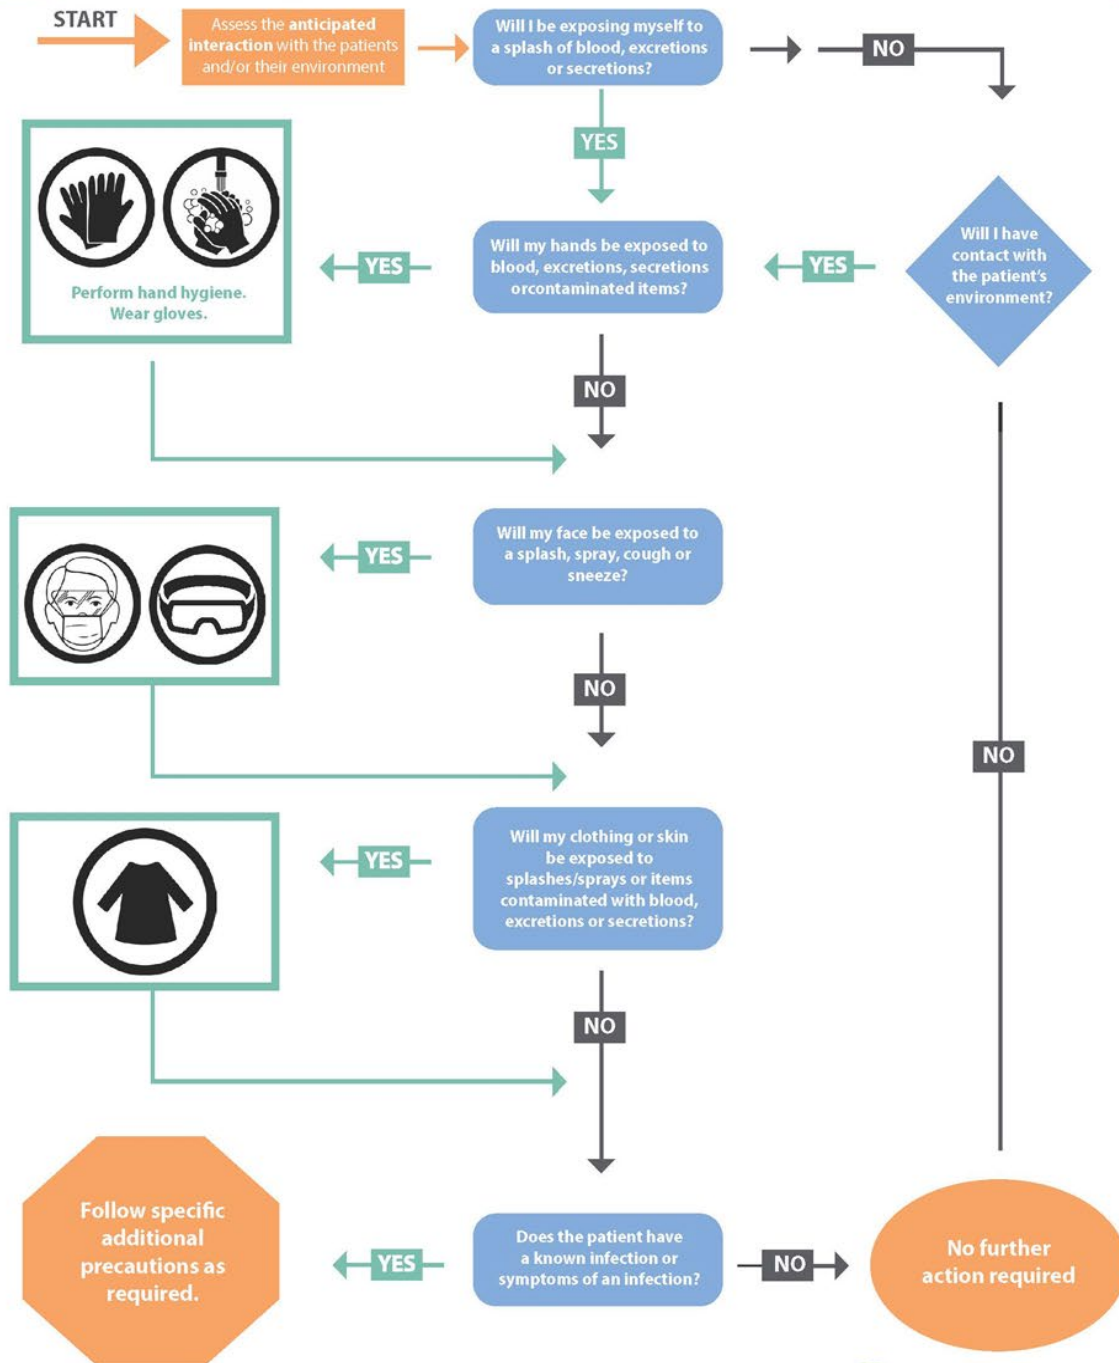 START
Assess the anticipated
interaction with the patients
and/or their environment
Will I be exposing myself to
a splash of blood, excretions
or secretions?
NO
YES
Perform hand hygiene.
Wear gloves.
YES
Will my hands be exposed to
blood, excretions, secretions
orcontaminated items?
YES
Will I have
contact with
the patient's
environment?
NO
YES
Will my face be exposed to
a splash, spray, cough or
sneeze?
NO
NO
YES
Will my clothing or skin
be exposed to
splashes/sprays or items
contaminated with blood,
excretions or secretions?
NO
Follow specific
additional
precautions as
required.
YES
Does the patient have
a known infection or
symptoms of an infection?
NO
No further
action required